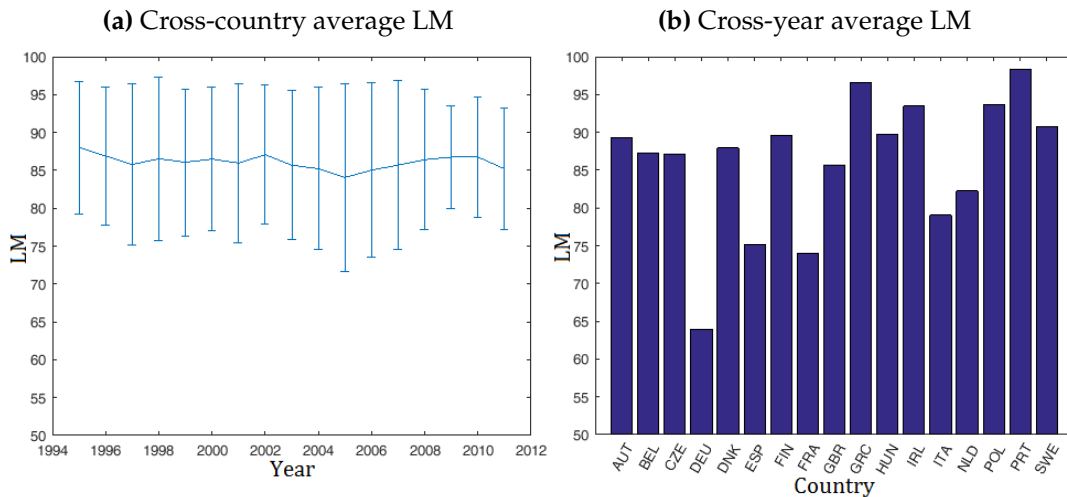 (a) Cross-country average LM
100
95
90
85
80
75
70
65
60
55
50
LM
1994 1996 1998 2000 2002 2004 2006 2008 2010 2012
Year
(b) Cross-year average LM
100
95
90
85
80
75
70
65
60
55
50
LM
AUT BEL CZE DEU DNK ESP FIN FRA GBR GRC HUN IRL ITA NLD POL PRT SWE
Country